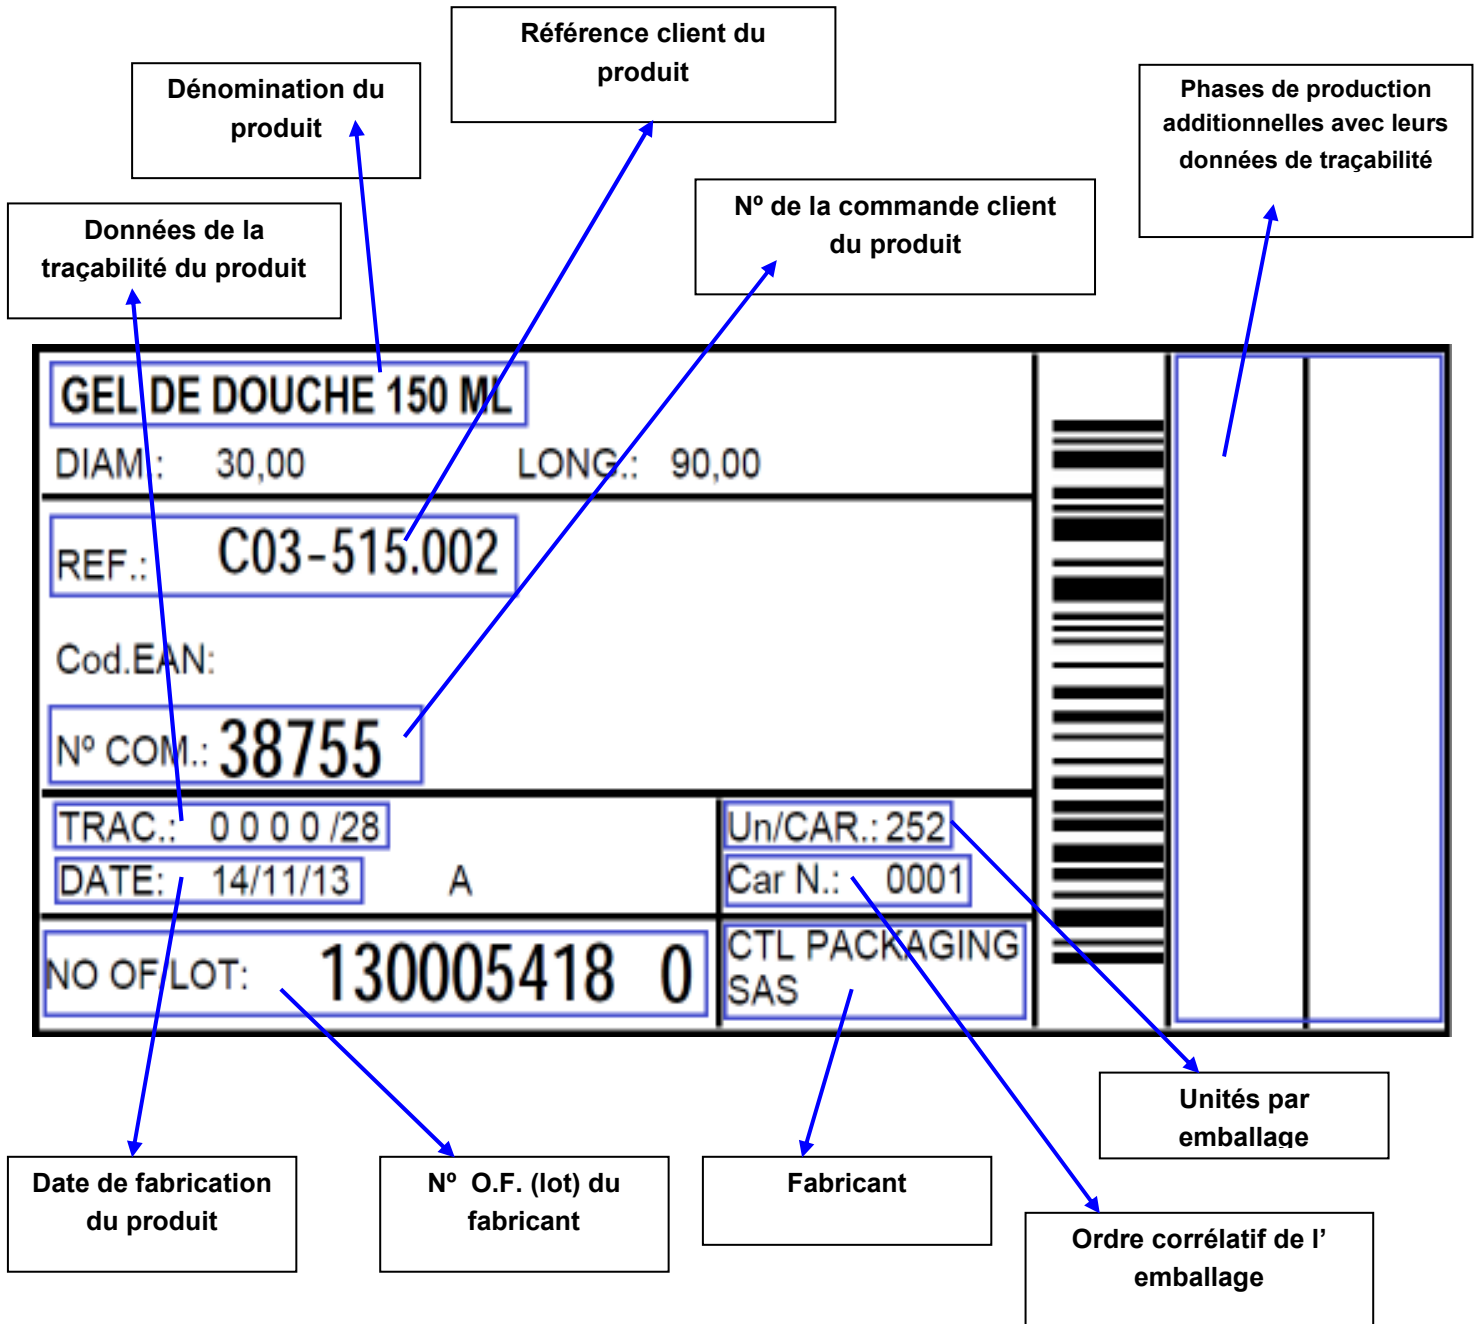 Référence client du
produit
Dénomination du
produit
Phases de production
additionnelles avec leurs
données de traçabilité
Nº de la commande client
du produit
Données de la
traçabilité du produit
GEL DE DOUCHE 150 ML
DIAM.: 30,00 LONG.: 90,00
REF.: C03-515.002
Cod.EAN:
Nº COM.: 38755
TRAC.: 0 0 0 0 /28
Un/CAR.: 252
DATE: 14/11/13 A
Car N.: 0001
NO OF.LOT: 130005418 0
CTL PACKAGING
SAS
Unités par
emballage
Date de fabrication
du produit
Nº O.F. (lot) du
fabricant
Fabricant
Ordre corrélatif de l’
emballage